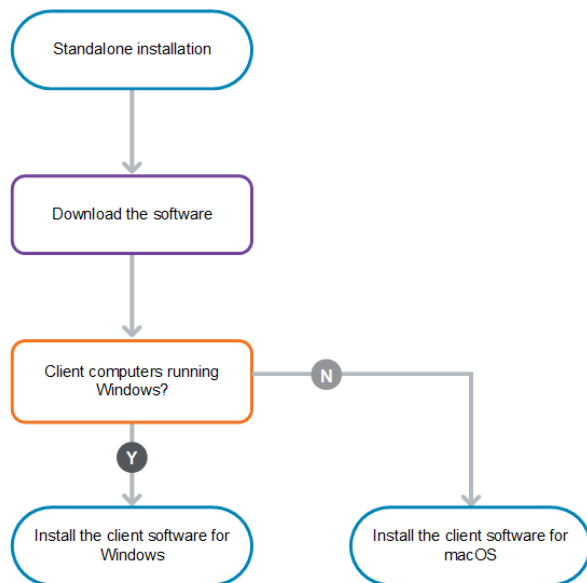 Standalone installation
Download the software
Client computers running
Windows?
N
Y
Install the client software for
Windows
Install the client software for
macOS